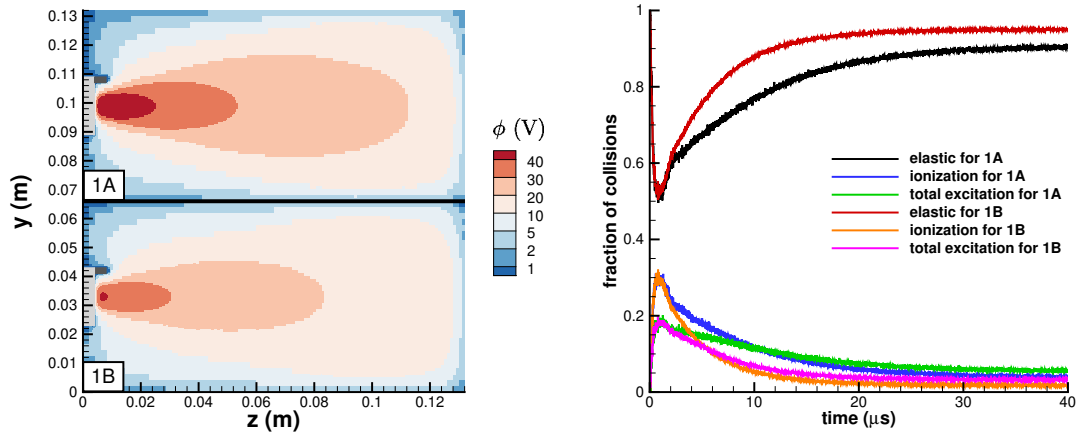 0.13
0.12
0.11
0.1
0.09
0.08
0.07
0.06
0.05
0.04
0.03
0.02
0.01
0
y (m)
1A
1B
0 0.02 0.04 0.06 0.08 0.1 0.12
z (m)
ϕ (V)
40
30
20
10
5
2
1
fraction of collisions
1
0.8
0.6
0.4
0.2
0
elastic for 1A
ionization for 1A
total excitation for 1A
elastic for 1B
ionization for 1B
total excitation for 1B
0 10 20 30 40
time (μs)